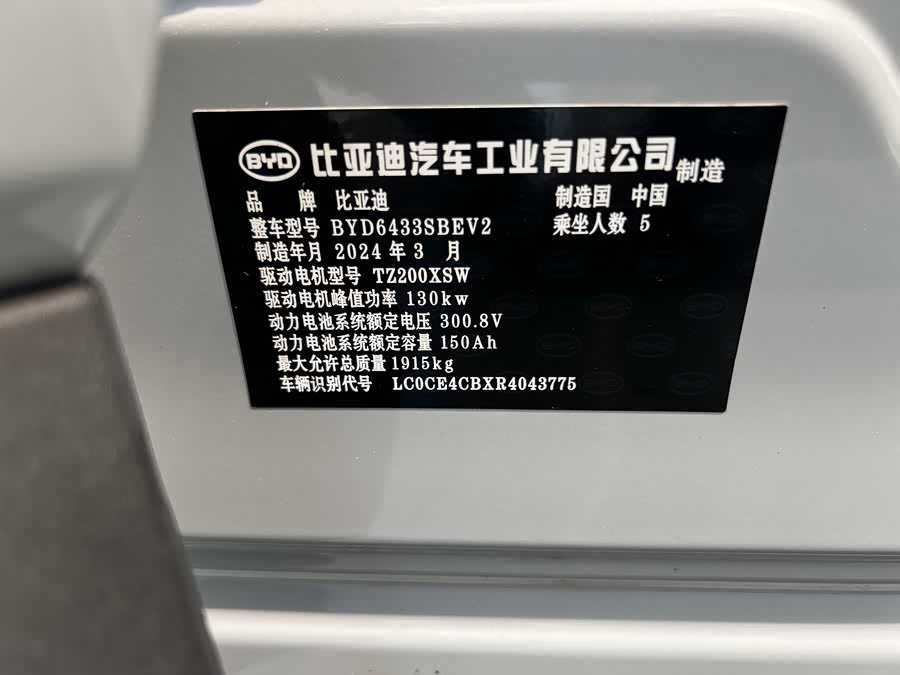 BYD 比亚迪汽车工业有限公司制造
品 牌 比亚迪 制造国 中国
整车型号 BYD6433SBEV2 乘坐人数 5
制造年月 2024 年 3 月
驱动电机型号 TZ200XSW
驱动电机峰值功率 130kw
动力电池系统额定电压 300.8V
动力电池系统额定容量 150Ah
最大允许总质量 1915kg
车辆识别代号 LC0CE4CBXR4043775